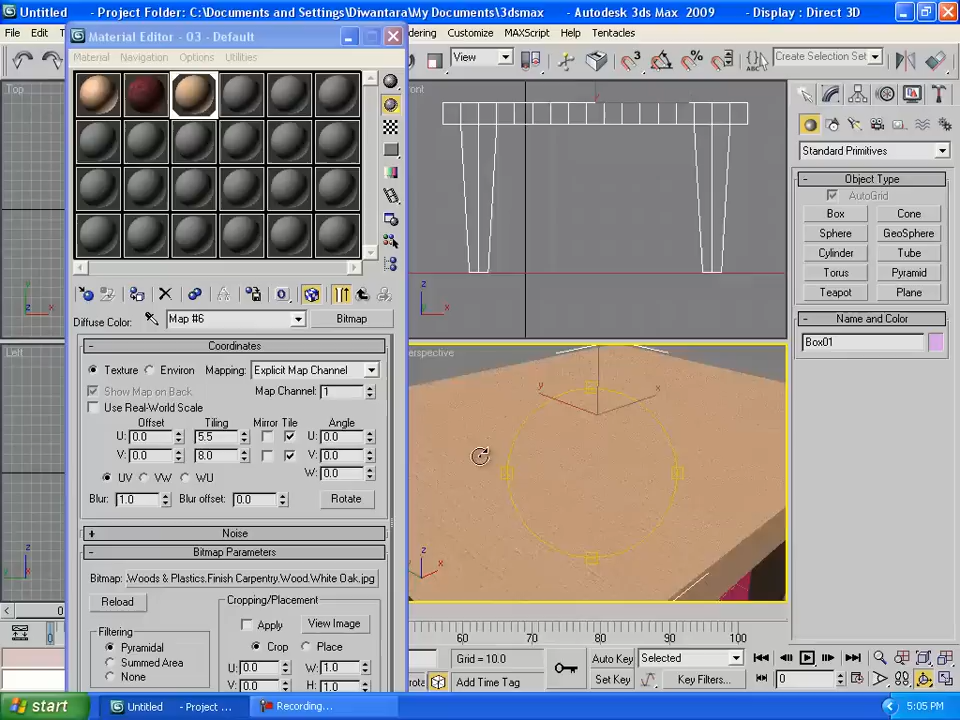 Untitled - Project Folder: C:\Documents and Settings\Diwantara\My Documents\3dsmax - Autodesk 3ds Max 2009 - Display : Direct 3D
File Edit dering Customize MAXScript Help Tentacles
Material Editor - 03 - Default
Material Navigation Options Utilities
View
Create Selection Set
Top
ront
Standard Primitives
- Object Type
AutoGrid
Box Cone
Sphere GeoSphere
Cylinder Tube
Torus Pyramid
Teapot Plane
- Name and Color
Box01
Diffuse Color: Map #6 Bitmap
- Coordinates
Texture Environ Mapping: Explicit Map Channel
Show Map on Back Map Channel: 1
Use Real-World Scale
Offset Tiling Mirror Tile Angle
U: 0.0 5.5 U: 0.0
V: 0.0 8.0 V: 0.0
W: 0.0
UV VW WU
Blur: 1.0 Blur offset: 0.0 Rotate
+ Noise
- Bitmap Parameters
Bitmap: .Woods & Plastics.Finish Carpentry.Wood.White Oak.jpg
Reload
Cropping/Placement
Apply View Image
Crop Place
U: 0.0 W: 1.0
V: 0.0 H: 1.0
Filtering
Pyramidal
Summed Area
None
Left
erspective
z
x
y
x
z
x
60 70 80 90 100
0
Grid = 10.0
Add Time Tag
Auto Key Selected
Set Key Key Filters...
0
start
Untitled - Project ...
Recording...
5:05 PM